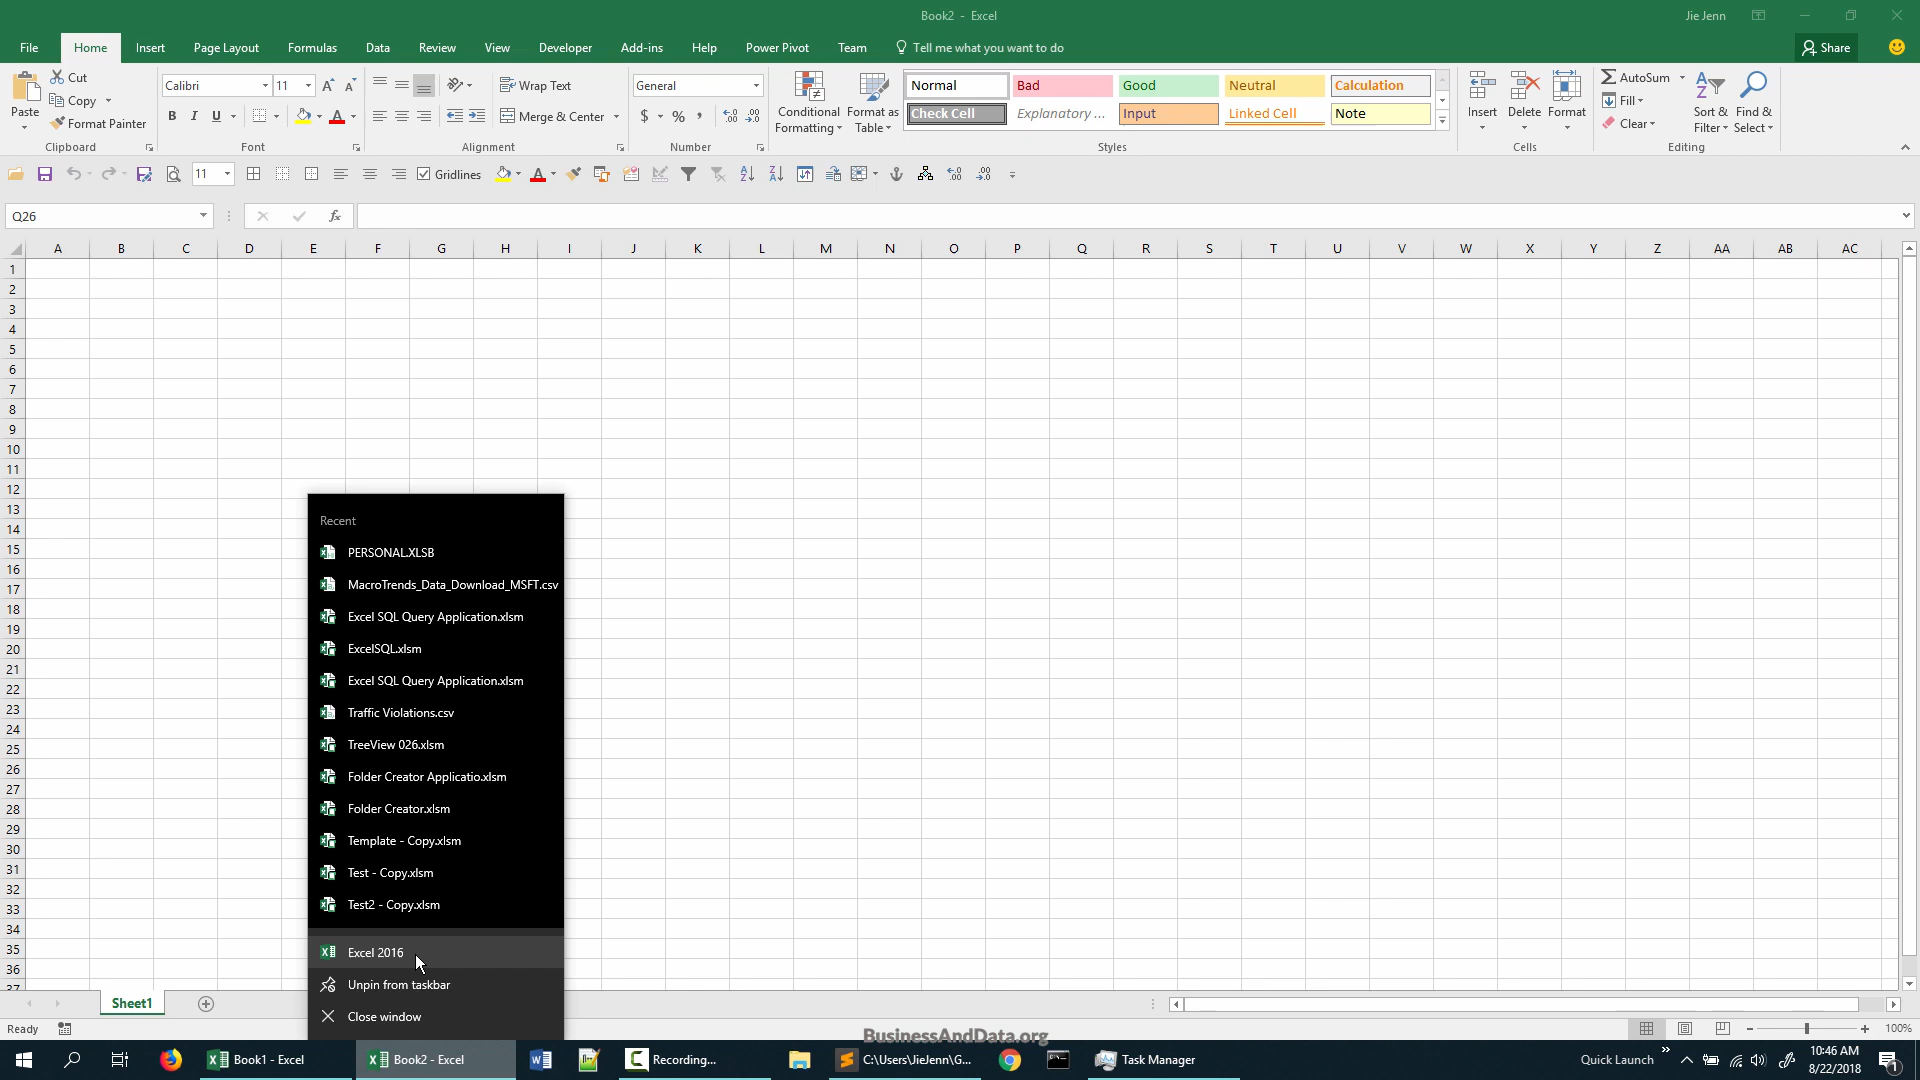 Book2 - Excel
Jie Jenn
File Home Insert Page Layout Formulas Data Review View Developer Add-ins Help Power Pivot Team Tell me what you want to do Share
Cut
Copy
Format Painter
Paste
Clipboard
Calibri 11
B I U
Font
Wrap Text
Merge & Center
Alignment
General
$ % ,
Number
Conditional Formatting
Format as Table
Normal Bad Good Neutral Calculation
Check Cell Explanatory ... Input Linked Cell Note
Styles
Insert Delete Format
Cells
AutoSum
Fill
Clear
Sort & Filter
Find & Select
Editing
11 Gridlines
Q26
fx
A B C D E F G H I J K L M N O P Q R S T U V W X Y Z AA AB AC
1
2
3
4
5
6
7
8
9
10
11
12
13
14
15
16
17
18
19
20
21
22
23
24
25
26
27
28
29
30
31
32
33
34
35
36
37
Recent
PERSONAL.XLSB
MacroTrends_Data_Download_MSFT.csv
Excel SQL Query Application.xlsm
ExcelSQL.xlsm
Excel SQL Query Application.xlsm
Traffic Violations.csv
TreeView 026.xlsm
Folder Creator Applicatio.xlsm
Folder Creator.xlsm
Template - Copy.xlsm
Test - Copy.xlsm
Test2 - Copy.xlsm
Excel 2016
Unpin from taskbar
Close window
Sheet1
Ready
BusinessAndData.org
100%
Book1 - Excel
Book2 - Excel
Recording...
C:\Users\JieJenn\G...
Task Manager
Quick Launch
10:46 AM
8/22/2018
1